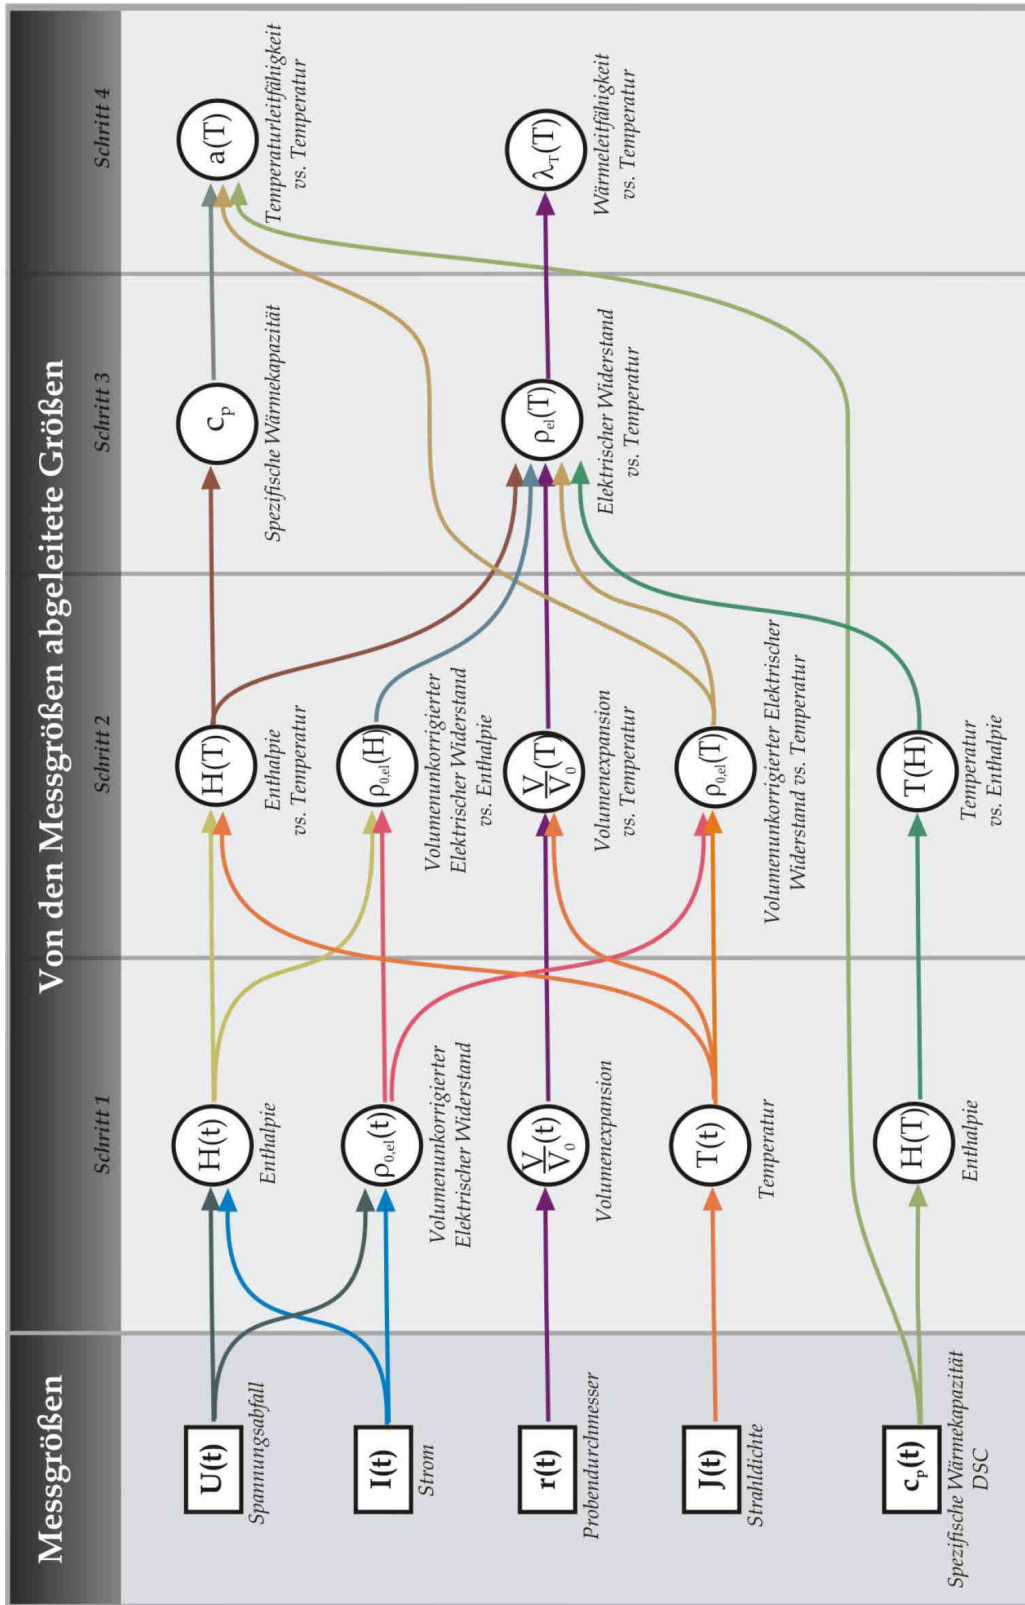 Messgrößen
Von den Messgrößen abgeleitete Größen
Schritt 1
Schritt 2
Schritt 3
Schritt 4
U(t)
Spannungsabfall
I(t)
Strom
r(t)
Probendurchmesser
J(t)
Strahldichte
cₚ(t)
Spezifische Wärmekapazität
DSC
H(t)
Enthalpie
ρ₀,ₑₗ(t)
Volumenunkorrigierter
Elektrischer Widerstand
V/V₀(t)
Volumenexpansion
T(t)
Temperatur
H(T)
Enthalpie
H(T)
Enthalpie
vs. Temperatur
ρ₀,ₑₗ(H)
Volumenunkorrigierter
Elektrischer Widerstand
vs. Enthalpie
V/V₀(T)
Volumenexpansion
vs. Temperatur
ρ₀,ₑₗ(T)
Volumenunkorrigierter Elektrischer
Widerstand vs. Temperatur
T(H)
Temperatur
vs. Enthalpie
cₚ
Spezifische Wärmekapazität
ρₑₗ(T)
Elektrischer Widerstand
vs. Temperatur
a(T)
Temperaturleitfähigkeit
vs. Temperatur
λ_T(T)
Wärmeleitfähigkeit
vs. Temperatur